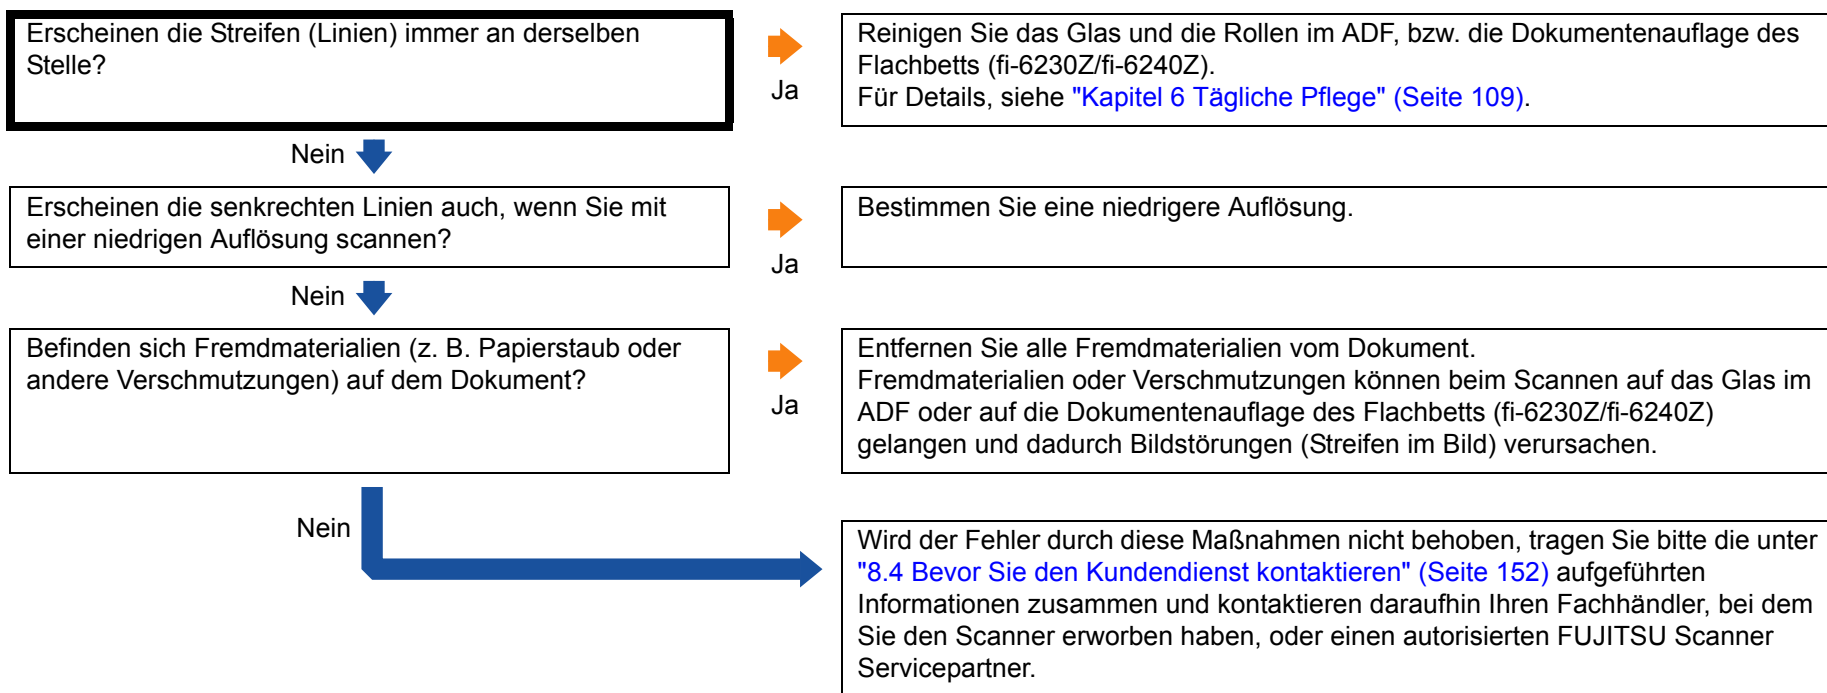 Erscheinen die Streifen (Linien) immer an derselben
Stelle?
Ja
Reinigen Sie das Glas und die Rollen im ADF, bzw. die Dokumentenauflage des
Flachbetts (fi-6230Z/fi-6240Z).
Für Details, siehe "Kapitel 6 Tägliche Pflege" (Seite 109).
Nein
Erscheinen die senkrechten Linien auch, wenn Sie mit
einer niedrigen Auflösung scannen?
Ja
Bestimmen Sie eine niedrigere Auflösung.
Nein
Befinden sich Fremdmaterialien (z. B. Papierstaub oder
andere Verschmutzungen) auf dem Dokument?
Ja
Entfernen Sie alle Fremdmaterialien vom Dokument.
Fremdmaterialien oder Verschmutzungen können beim Scannen auf das Glas im
ADF oder auf die Dokumentenauflage des Flachbetts (fi-6230Z/fi-6240Z)
gelangen und dadurch Bildstörungen (Streifen im Bild) verursachen.
Nein
Wird der Fehler durch diese Maßnahmen nicht behoben, tragen Sie bitte die unter
"8.4 Bevor Sie den Kundendienst kontaktieren" (Seite 152) aufgeführten
Informationen zusammen und kontaktieren daraufhin Ihren Fachhändler, bei dem
Sie den Scanner erworben haben, oder einen autorisierten FUJITSU Scanner
Servicepartner.